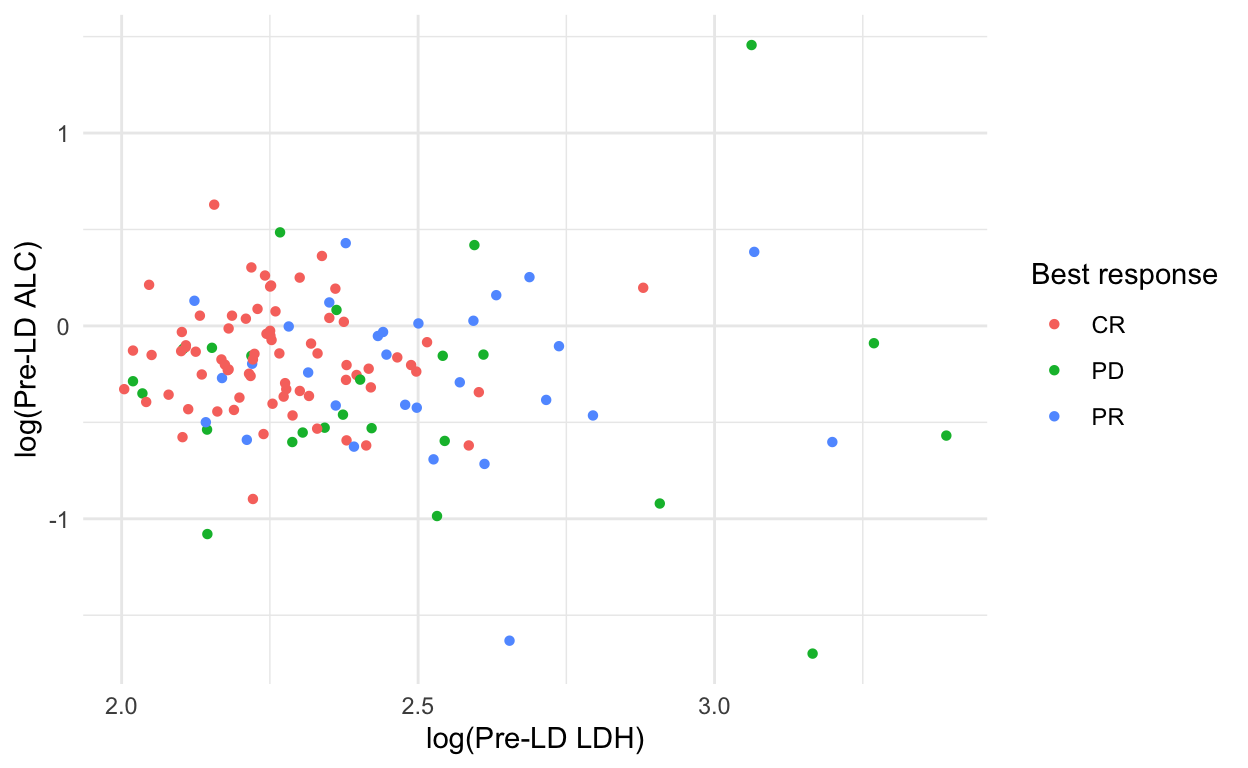 1
0
-1
log(Pre-LD ALC)
2.0
2.5
3.0
log(Pre-LD LDH)
Best response
CR
PD
PR